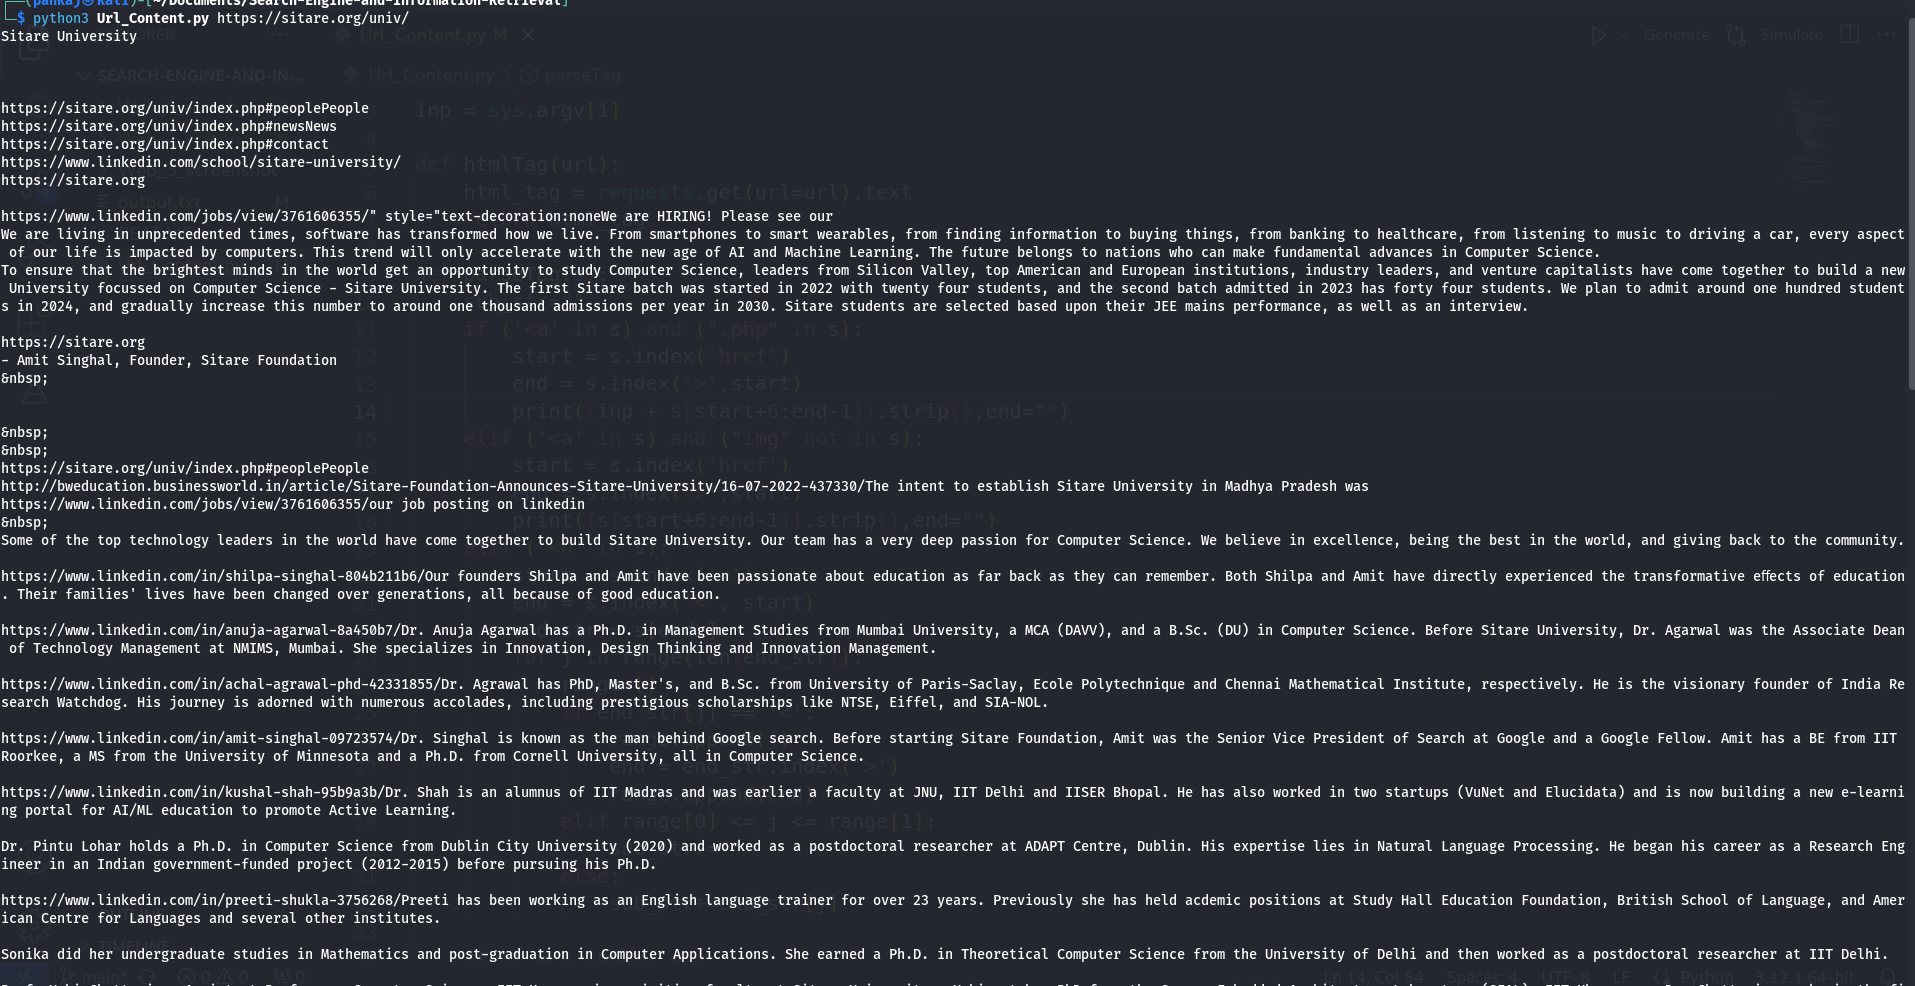 (pankaj㉿kali)-[~/Documents/Search-Engine-and-Information-Retrieval]
$ python3 Url_Content.py https://sitare.org/univ/
Sitare University
https://sitare.org/univ/index.php#peoplePeople
https://sitare.org/univ/index.php#newsNews
https://sitare.org/univ/index.php#contact
https://www.linkedin.com/school/sitare-university/
https://sitare.org
https://www.linkedin.com/jobs/view/3761606355/" style="text-decoration:noneWe are HIRING! Please see our
We are living in unprecedented times, software has transformed how we live. From smartphones to smart wearables, from finding information to buying things, from banking to healthcare, from listening to music to driving a car, every aspect
of our life is impacted by computers. This trend will only accelerate with the new age of AI and Machine Learning. The future belongs to nations who can make fundamental advances in Computer Science.
To ensure that the brightest minds in the world get an opportunity to study Computer Science, leaders from Silicon Valley, top American and European institutions, industry leaders, and venture capitalists have come together to build a new
University focussed on Computer Science – Sitare University. The first Sitare batch was started in 2022 with twenty four students, and the second batch admitted in 2023 has forty four students. We plan to admit around one hundred student
s in 2024, and gradually increase this number to around one thousand admissions per year in 2030. Sitare students are selected based upon their JEE mains performance, as well as an interview.
https://sitare.org
- Amit Singhal, Founder, Sitare Foundation
&nbsp;
&nbsp;
&nbsp;
https://sitare.org/univ/index.php#peoplePeople
http://bweducation.businessworld.in/article/Sitare-Foundation-Announces-Sitare-University/16-07-2022-437330/The intent to establish Sitare University in Madhya Pradesh was
https://www.linkedin.com/jobs/view/3761606355/our job posting on linkedin
&nbsp;
Some of the top technology leaders in the world have come together to build Sitare University. Our team has a very deep passion for Computer Science. We believe in excellence, being the best in the world, and giving back to the community.
https://www.linkedin.com/in/shilpa-singhal-804b211b6/Our founders Shilpa and Amit have been passionate about education as far back as they can remember. Both Shilpa and Amit have directly experienced the transformative effects of education
. Their families' lives have been changed over generations, all because of good education.
https://www.linkedin.com/in/anuja-agarwal-8a450b7/Dr. Anuja Agarwal has a Ph.D. in Management Studies from Mumbai University, a MCA (DAVV), and a B.Sc. (DU) in Computer Science. Before Sitare University, Dr. Agarwal was the Associate Dean
of Technology Management at NMIMS, Mumbai. She specializes in Innovation, Design Thinking and Innovation Management.
https://www.linkedin.com/in/achal-agrawal-phd-42331855/Dr. Agrawal has PhD, Master's, and B.Sc. from University of Paris-Saclay, Ecole Polytechnique and Chennai Mathematical Institute, respectively. He is the visionary founder of India Re
search Watchdog. His journey is adorned with numerous accolades, including prestigious scholarships like NTSE, Eiffel, and SIA-NOL.
https://www.linkedin.com/in/amit-singhal-09723574/Dr. Singhal is known as the man behind Google search. Before starting Sitare Foundation, Amit was the Senior Vice President of Search at Google and a Google Fellow. Amit has a BE from IIT
Roorkee, a MS from the University of Minnesota and a Ph.D. from Cornell University, all in Computer Science.
https://www.linkedin.com/in/kushal-shah-95b9a3b/Dr. Shah is an alumnus of IIT Madras and was earlier a faculty at JNU, IIT Delhi and IISER Bhopal. He has also worked in two startups (VuNet and Elucidata) and is now building a new e-learni
ng portal for AI/ML education to promote Active Learning.
Dr. Pintu Lohar holds a Ph.D. in Computer Science from Dublin City University (2020) and worked as a postdoctoral researcher at ADAPT Centre, Dublin. His expertise lies in Natural Language Processing. He began his career as a Research Eng
ineer in an Indian government-funded project (2012-2015) before pursuing his Ph.D.
https://www.linkedin.com/in/preeti-shukla-3756268/Preeti has been working as an English language trainer for over 23 years. Previously she has held acdemic positions at Study Hall Education Foundation, British School of Language, and Amer
ican Centre for Languages and several other institutes.
Sonika did her undergraduate studies in Mathematics and post-graduation in Computer Applications. She earned a Ph.D. in Theoretical Computer Science from the University of Delhi and then worked as a postdoctoral researcher at IIT Delhi.